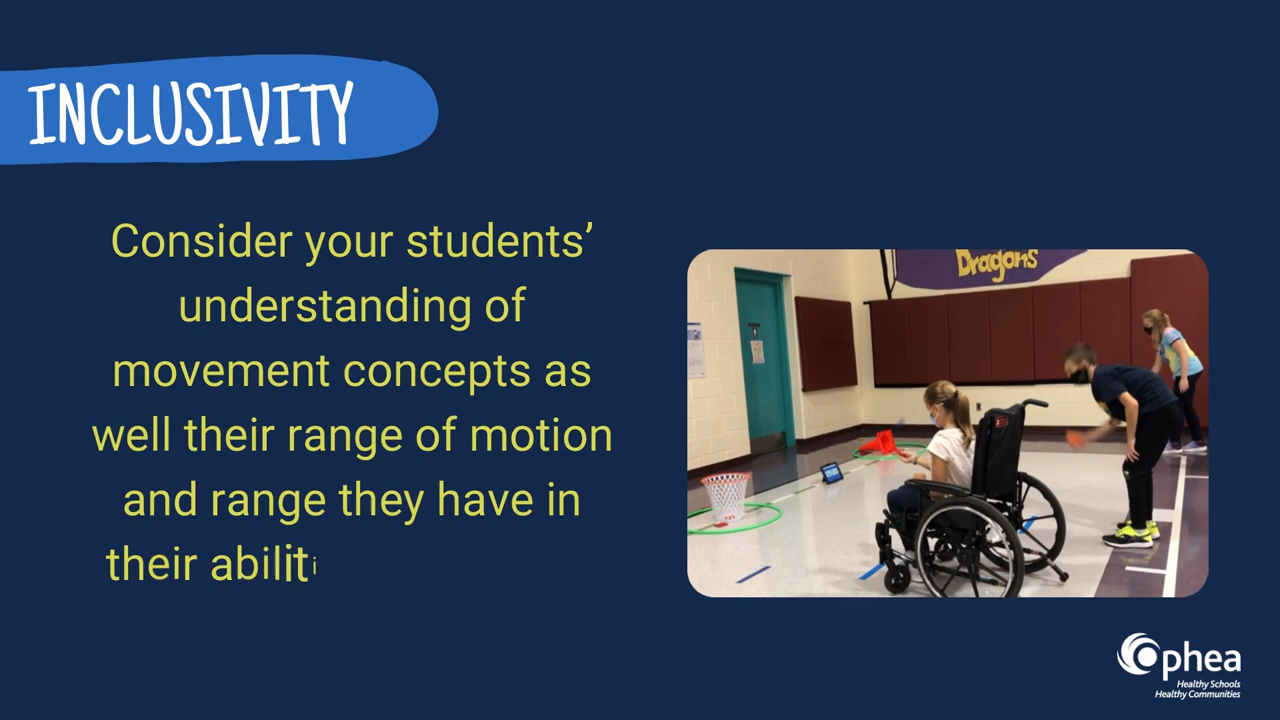 INCLUSIVITY
Consider your students’
understanding of
movement concepts as
well their range of motion
and range they have in
their abiliti
Dragons
Ophea
Healthy Schools
Healthy Communities